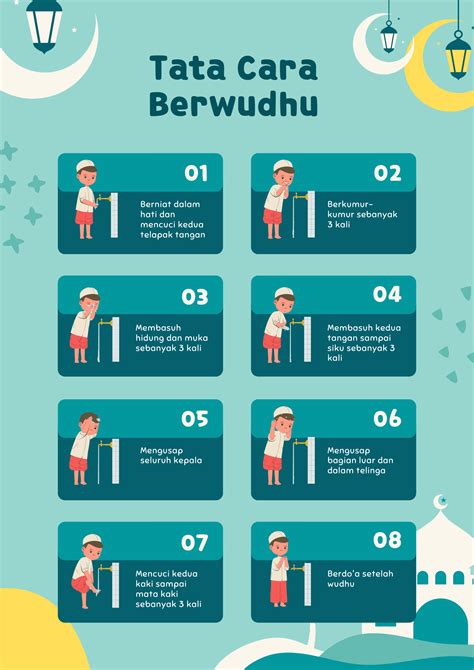 Tata Cara
Berwudhu
01
Berniat dalam
hati dan
mencuci kedua
telapak tangan
02
Berkumur-
kumur sebanyak
3 kali
03
Membasuh
hidung dan muka
sebanyak 3 kali
04
Membasuh kedua
tangan sampai
siku sebanyak 3
kali
05
Mengusap
seluruh kepala
06
Mengusap
bagian luar dan
dalam telinga
07
Mencuci kedua
kaki sampai
mata kaki
sebanyak 3 kali
08
Berdo'a setelah
wudhu